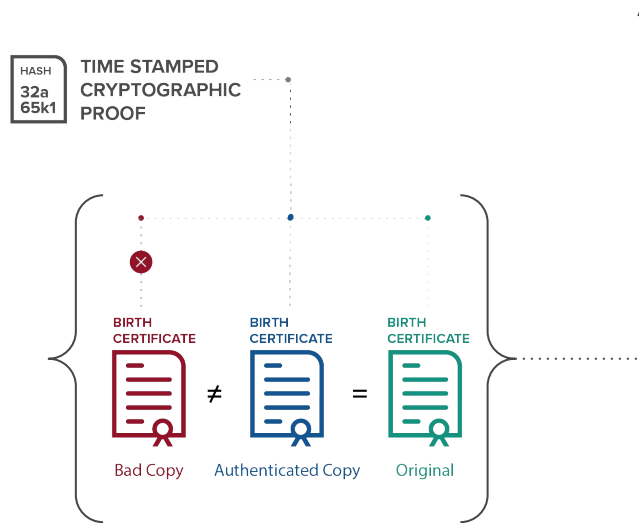 HASH
32a
65k1
TIME STAMPED
CRYPTOGRAPHIC
PROOF
BIRTH
CERTIFICATE
BIRTH
CERTIFICATE
BIRTH
CERTIFICATE
≠
=
Bad Copy
Authenticated Copy
Original